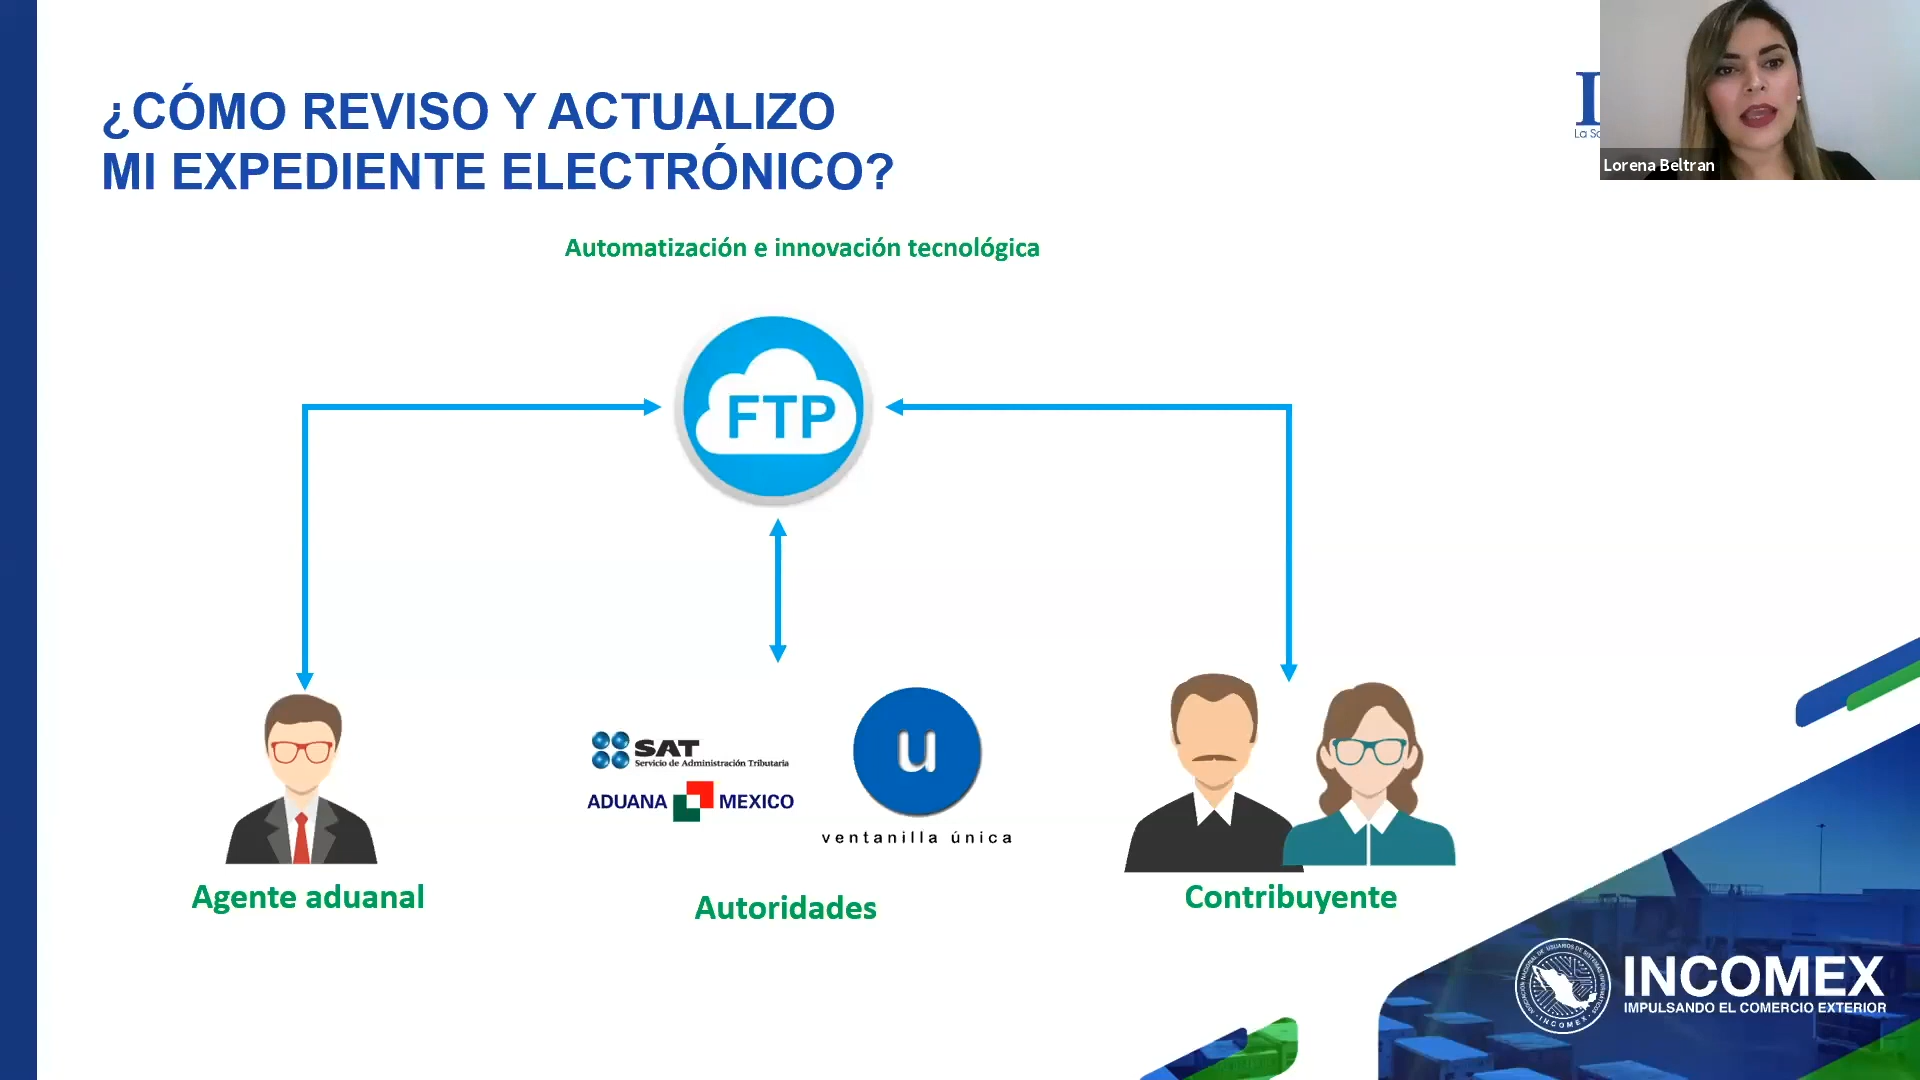 ¿CÓMO REVISO Y ACTUALIZO
MI EXPEDIENTE ELECTRÓNICO?
Lorena Beltran
Automatización e innovación tecnológica
FTP
SAT
Servicio de Administración Tributaria
ADUANA MEXICO
u
ventanilla única
Agente aduanal
Autoridades
Contribuyente
INCOMEX
IMPULSANDO EL COMERCIO EXTERIOR